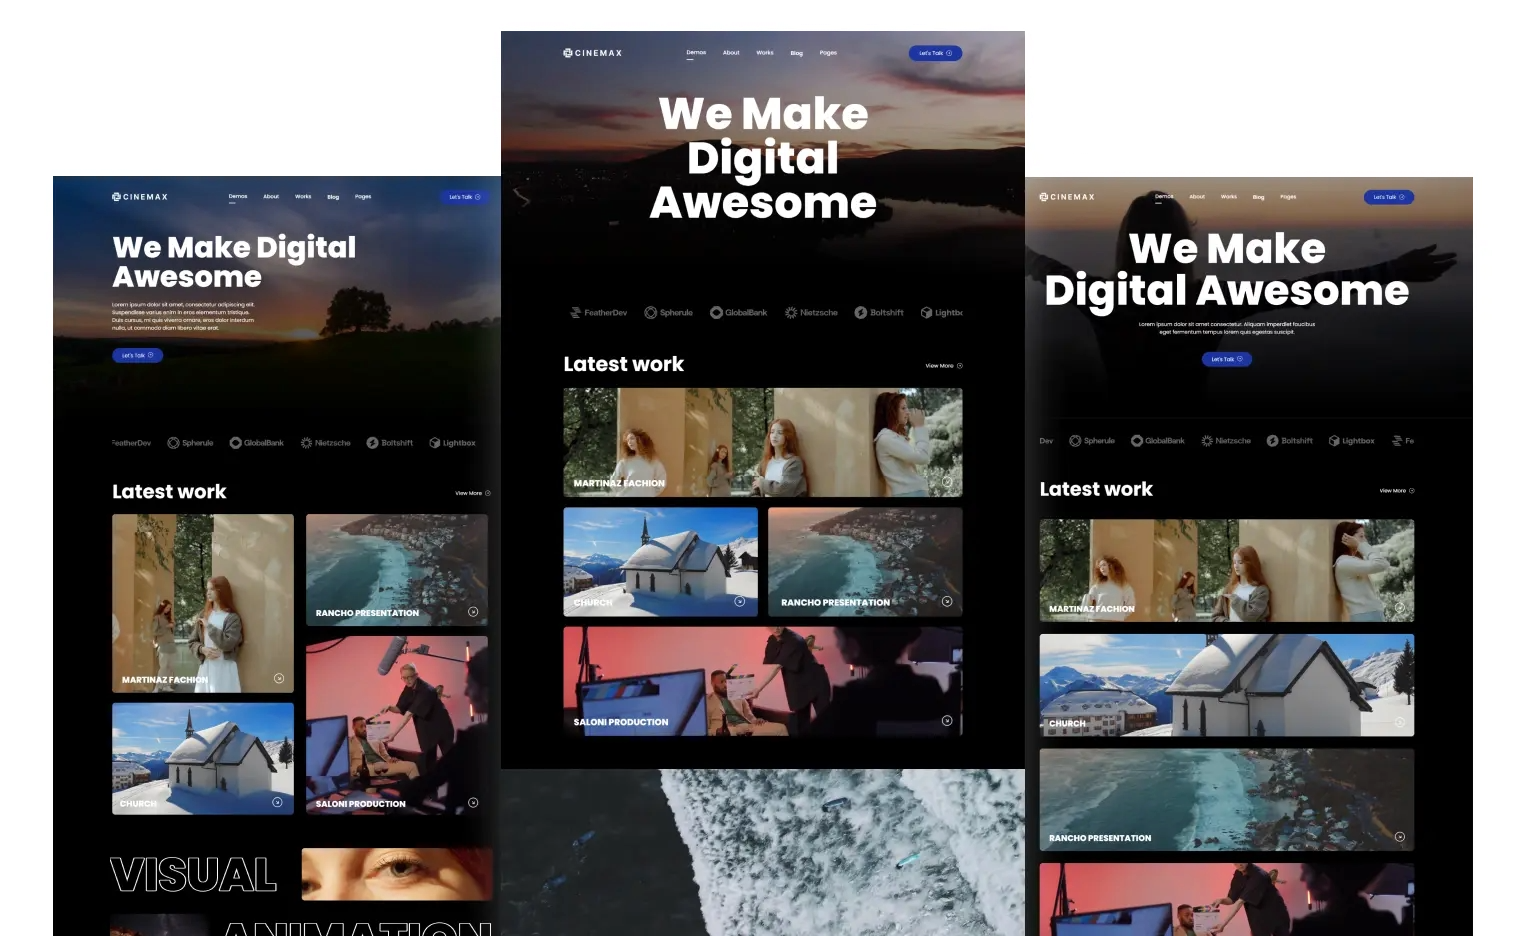 CINEMAX
Demos About Works Blog Pages
Let's Talk
We Make Digital
Awesome
Lorem ipsum dolor sit amet, consectetur adipiscing elit.
Suspendisse varius enim in eros elementum tristique.
Duis cursus, mi quis viverra ornare, eros dolor interdum
nulla, ut commodo diam libero vitae erat.
Let's Talk
FeatherDev Spherule GlobalBank Nietzsche Boltshift Lightbox
Latest work
View More
MARTINAZ FACHION
RANCHO PRESENTATION
CHURCH
SALONI PRODUCTION
VISUAL
ANIMATION
CINEMAX
Demos About Works Blog Pages
Let's Talk
We Make
Digital
Awesome
FeatherDev Spherule GlobalBank Nietzsche Boltshift Lightbo
Latest work
View More
MARTINAZ FACHION
CHURCH
RANCHO PRESENTATION
SALONI PRODUCTION
CINEMAX
Demos About Works Blog Pages
Let's Talk
We Make
Digital Awesome
Lorem ipsum dolor sit amet consectetur. Aliquam imperdiet faucibus
eget fermentum tempus lorem quis egestas suscipit.
Let's Talk
Dev Spherule GlobalBank Nietzsche Boltshift Lightbox Fe
Latest work
View More
MARTINAZ FACHION
CHURCH
RANCHO PRESENTATION